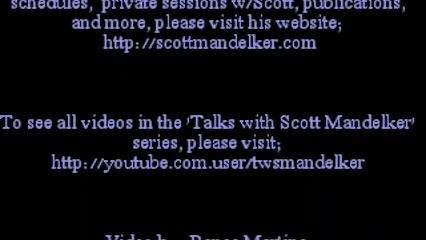 schedules, private sessions w/Scott, publications,
and more, please visit his website;
http://scottmandelker.com
To see all videos in the 'Talks with Scott Mandelker'
series, please visit;
http://youtube.com.user/twsmandelker